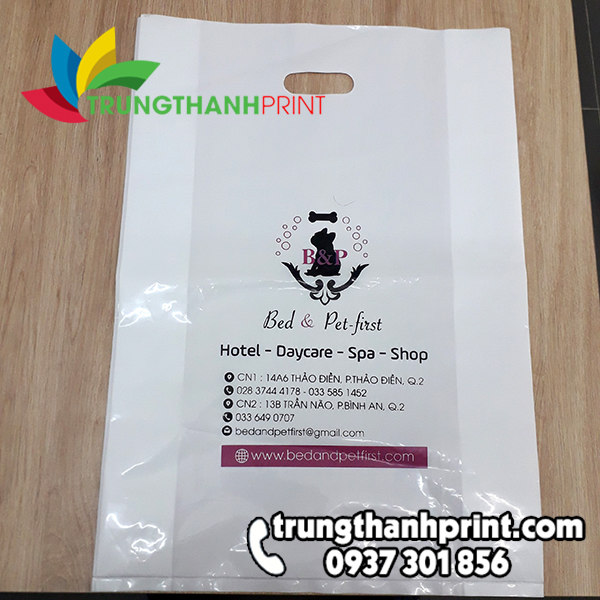 TRUNGTHANHPRINT
B&P
Bed & Pet-first
Hotel - Daycare - Spa - Shop
CN1 : 14A6 THẢO ĐIỀN, P.THẢO ĐIỀN, Q.2
028 3744 4178 - 033 585 1452
CN2 : 13B TRẦN NÃO, P.BÌNH AN, Q.2
033 649 0707
bedandpetfirst@gmail.com
www.bedandpetfirst.com
trungthanhprint.com
0937 301 856